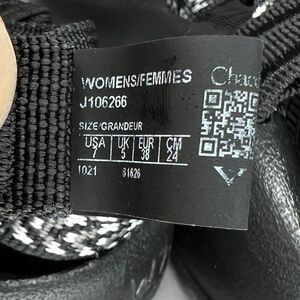 WOMENS/FEMMES
J106266
SIZE/GRANDEUR
USA UK EUR CM
7 5 38 24
1021 61626